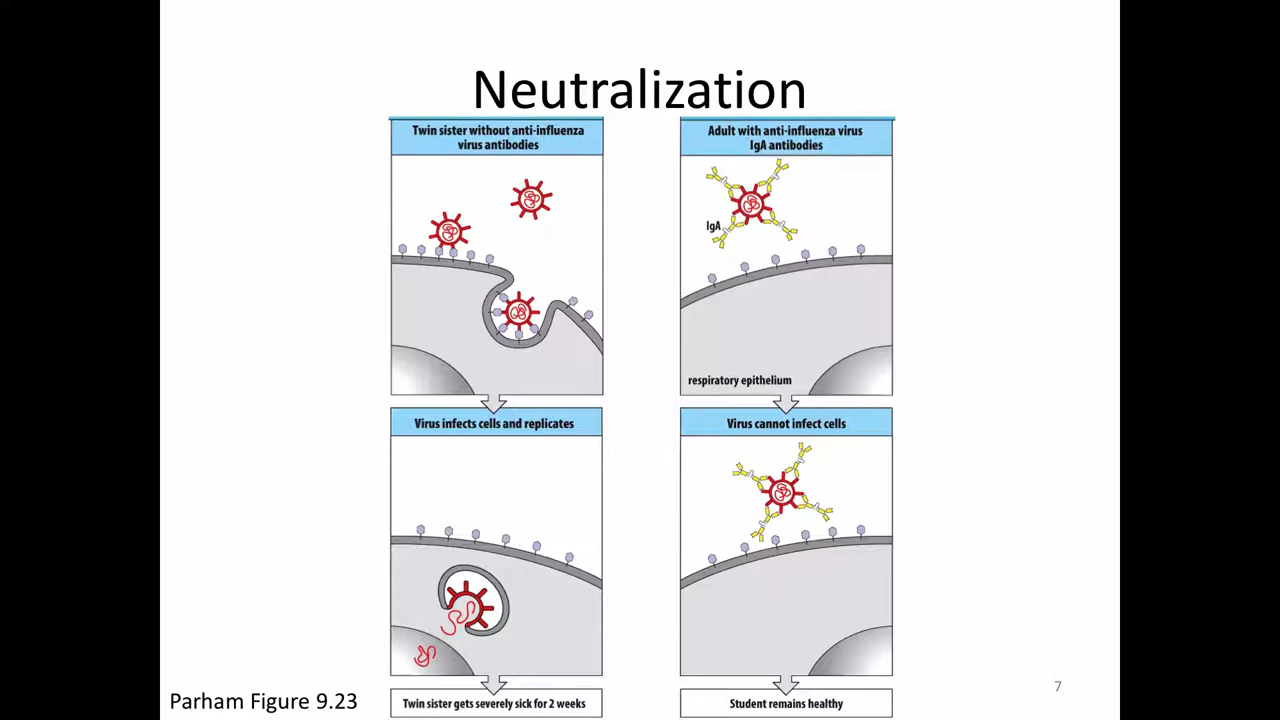 Neutralization
Twin sister without anti-influenza
virus antibodies
Adult with anti-influenza virus
IgA antibodies
IgA
respiratory epithelium
Virus infects cells and replicates
Virus cannot infect cells
Twin sister gets severely sick for 2 weeks
Student remains healthy
Parham Figure 9.23
7